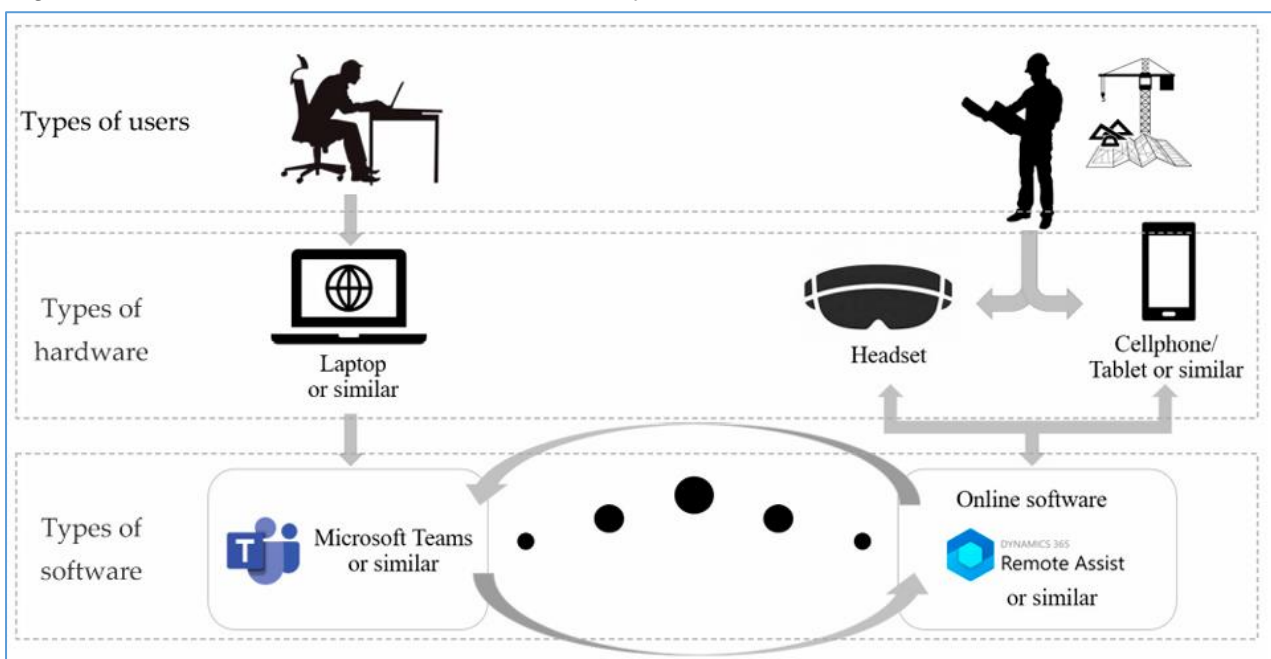 Types of users
Types of
hardware
Laptop
or similar
Headset
Cellphone/
Tablet or similar
Types of
software
T
Microsoft Teams
or similar
Online software
DYNAMICS 365
Remote Assist
or similar